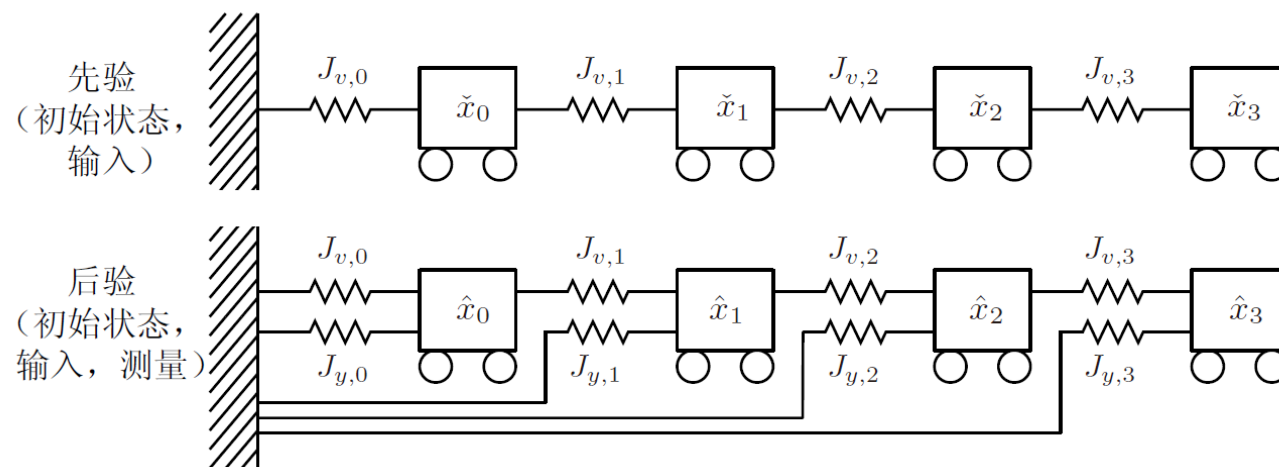 先验
（初始状态，
输入）
J_{v,0} J_{v,1} J_{v,2} J_{v,3}
x̌_0 x̌_1 x̌_2 x̌_3
后验
（初始状态，
输入，测量）
J_{v,0} J_{v,1} J_{v,2} J_{v,3}
x̂_0 x̂_1 x̂_2 x̂_3
J_{y,0} J_{y,1} J_{y,2} J_{y,3}